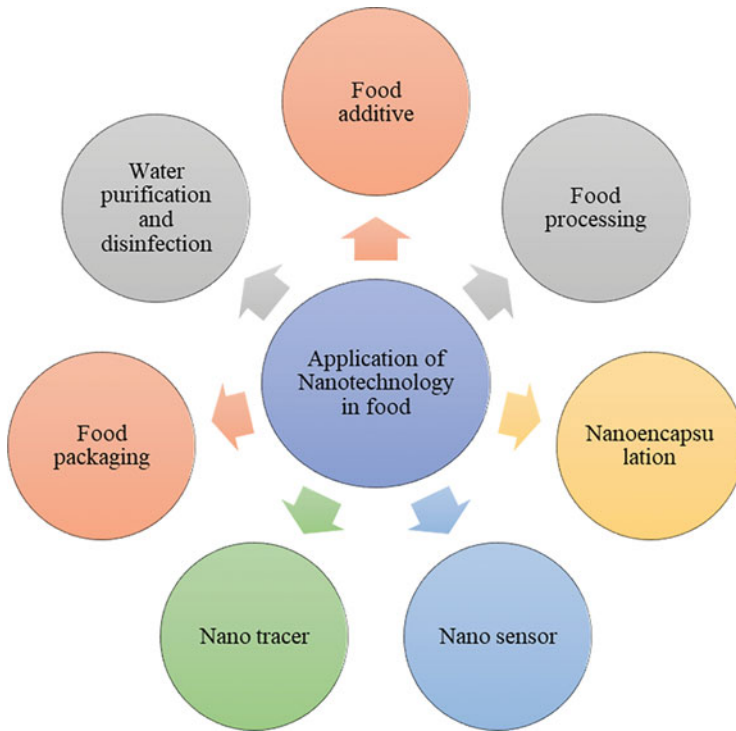 Food
additive
Water
purification
and
disinfection
Food
processing
Application of
Nanotechnology
in food
Food
packaging
Nanoencapsu
lation
Nano tracer
Nano sensor